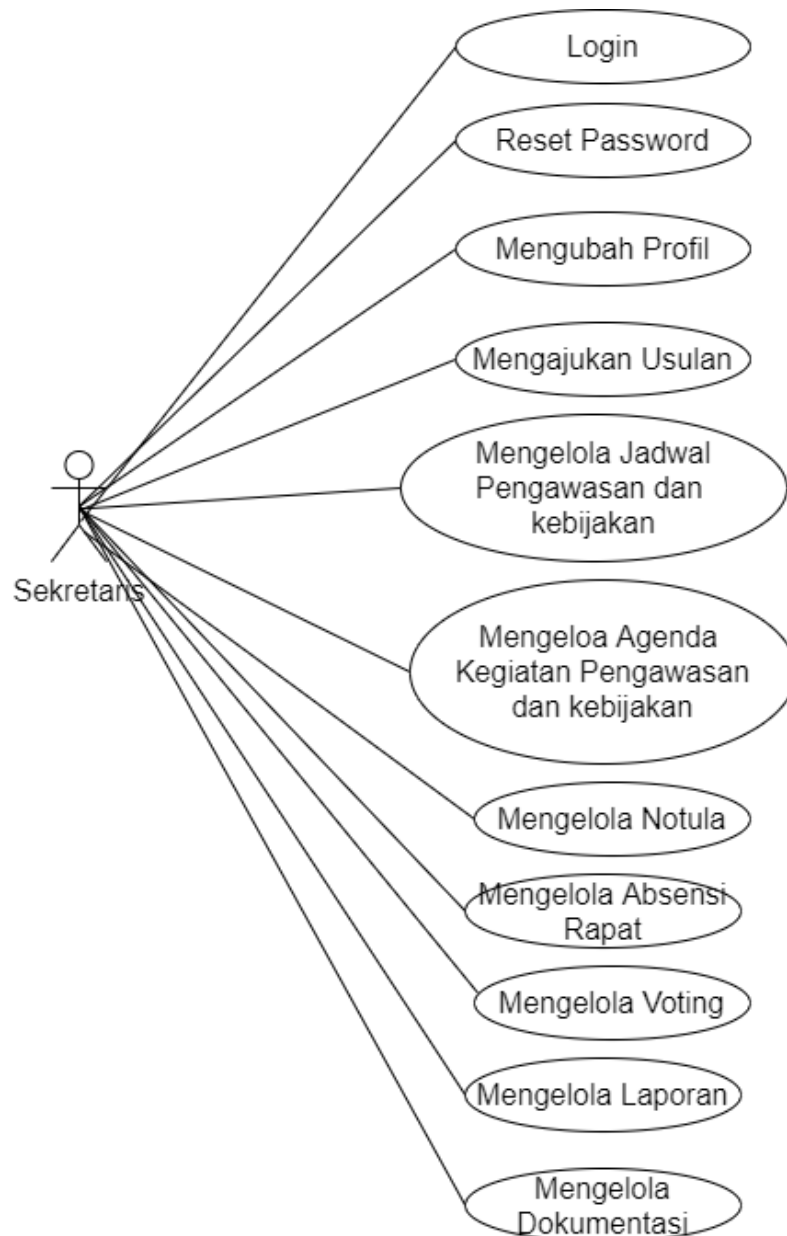 Login
Reset Password
Mengubah Profil
Mengajukan Usulan
Mengelola Jadwal
Pengawasan dan
kebijakan
Sekretaris
Mengeloa Agenda
Kegiatan Pengawasan
dan kebijakan
Mengelola Notula
Mengelola Absensi
Rapat
Mengelola Voting
Mengelola Laporan
Mengelola
Dokumentasi